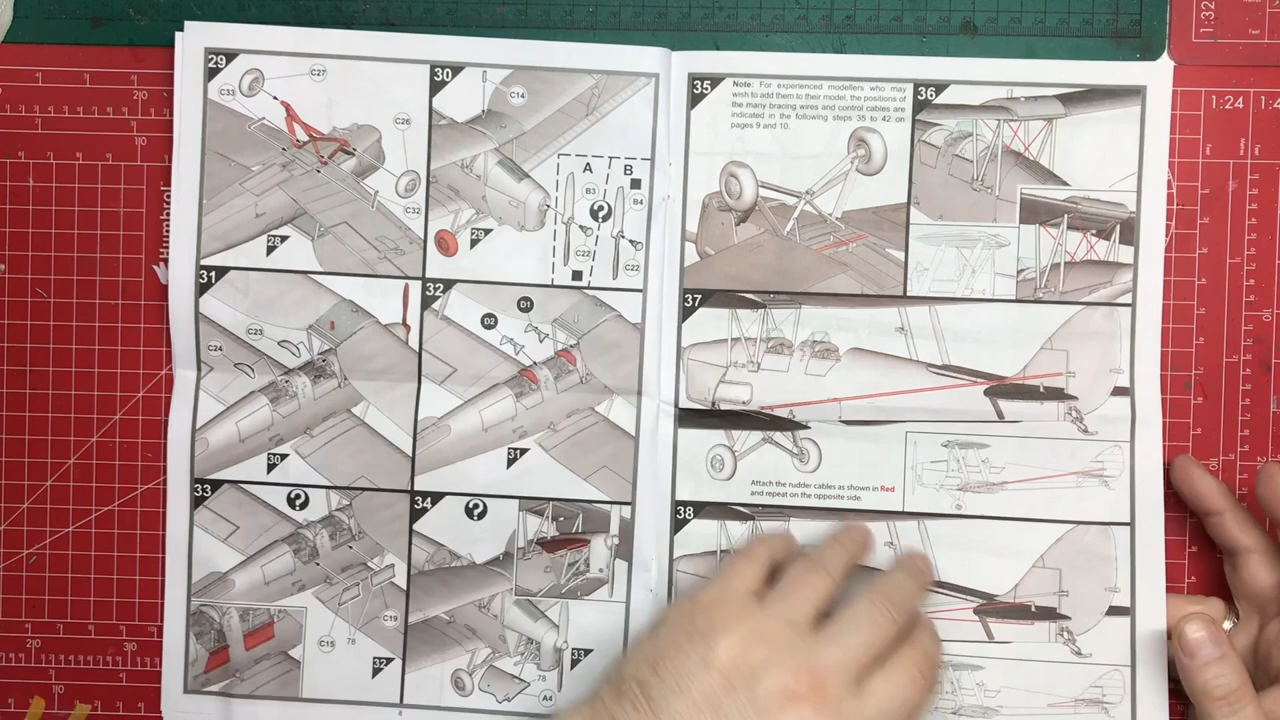 29
C27
C33
C26
C32
28
30
C14
A
B
B3
B4
?
C22
C22
29
31
C23
C24
30
32
D1
D2
31
33
?
C15
78
C19
32
34
?
78
A4
33
35
Note: For experienced modellers who may
wish to add them to their model, the positions of
the many bracing wires and control cables are
indicated in the following steps 35 to 42 on
pages 9 and 10.
36
37
Attach the rudder cables as shown in Red
and repeat on the opposite side.
38
Humbrol
1:32
1:24